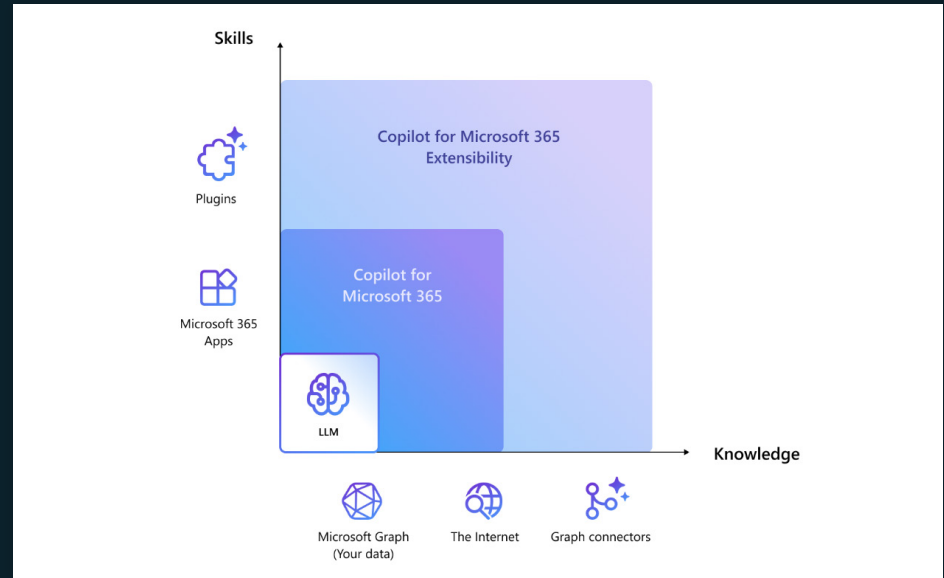 Skills
Copilot for Microsoft 365
Extensibility
Plugins
Copilot for
Microsoft 365
Microsoft 365
Apps
LLM
Knowledge
Microsoft Graph
(Your data)
The Internet
Graph connectors